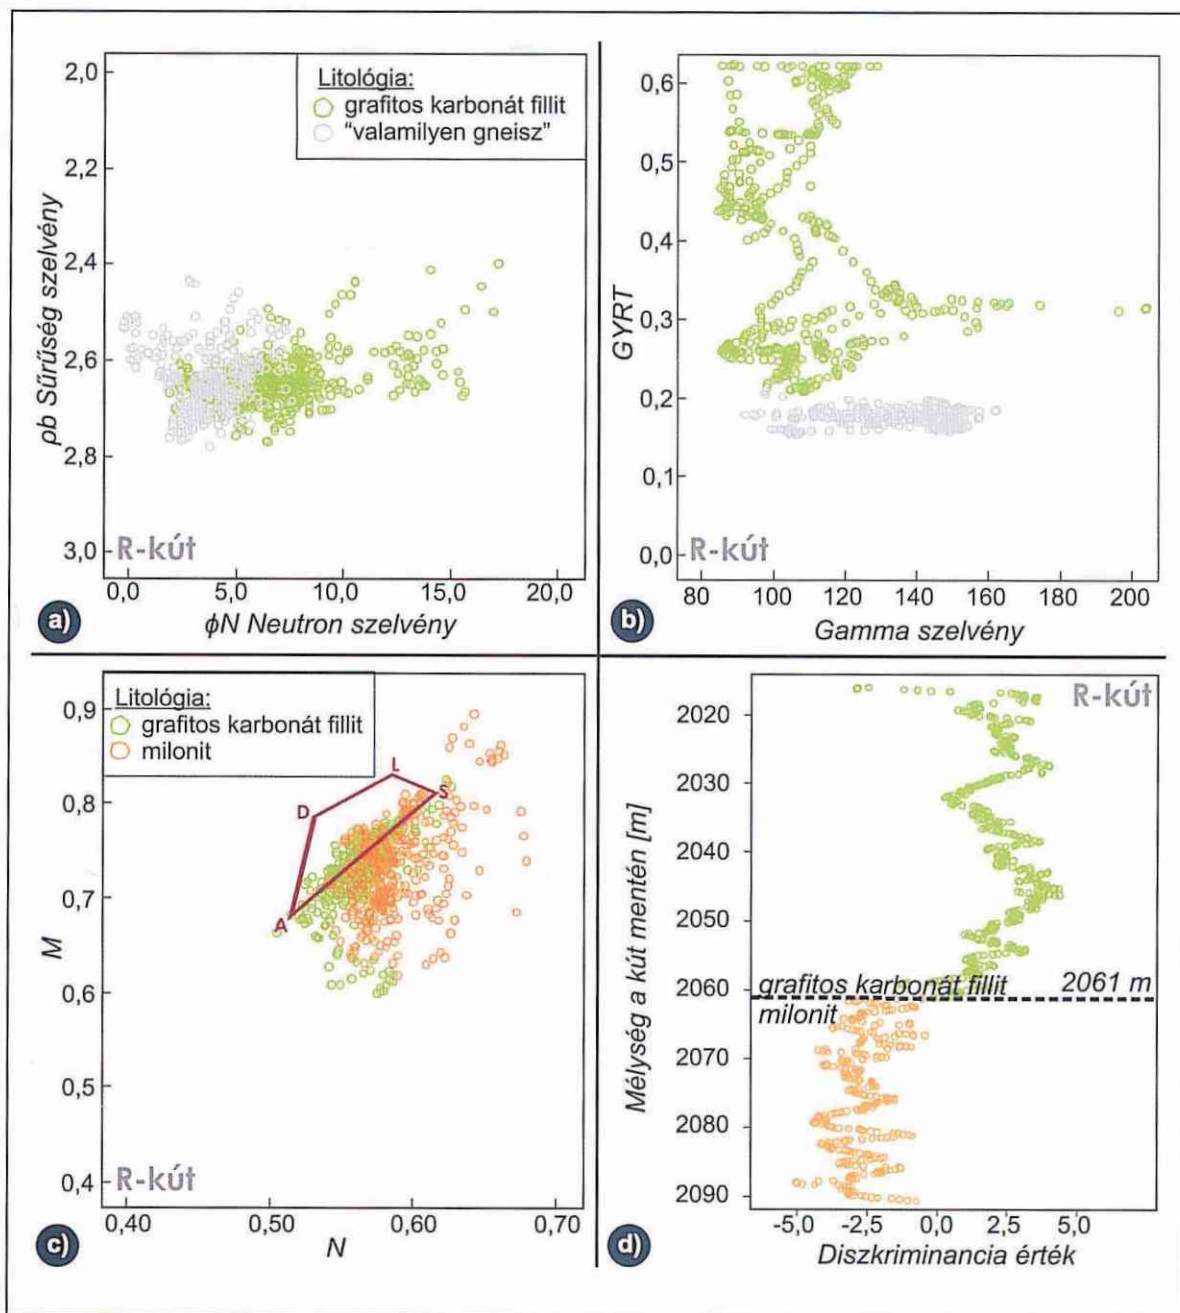 2,0
2,2
2,4
2,6
2,8
3,0
ρb Sűrűség szelvény
Litológia:
grafitos karbonát fillit
"valamilyen gneisz"
R-kút
0,0 5,0 10,0 15,0 20,0
a)
ϕN Neutron szelvény
0,6
0,5
0,4
0,3
0,2
0,1
0,0
GYRT
R-kút
80 100 120 140 160 180 200
b)
Gamma szelvény
Litológia:
grafitos karbonát fillit
milonit
0,9
0,8
0,7
0,6
0,5
0,4
M
L
D
S
A
R-kút
0,40 0,50 0,60 0,70
c)
N
R-kút
2020
2030
2040
2050
2060
2070
2080
2090
Mélység a kút mentén [m]
grafitos karbonát fillit 2061 m
milonit
-5,0 -2,5 0,0 2,5 5,0
d)
Diszkriminancia érték